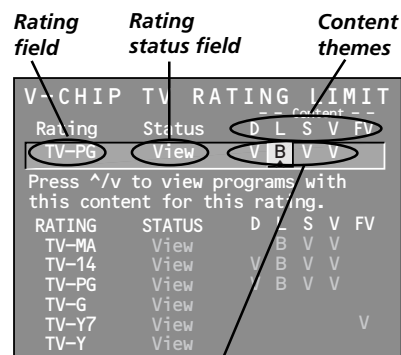 Rating field
Rating status field
Content themes
V-CHIP TV RATING LIMIT
- - Content - -
Rating Status D L S V FV
TV-PG View V B V V
Press ^/v to view programs with
this content for this rating.
RATING STATUS D L S V FV
TV-MA View B V V
TV-14 View V B V V
TV-PG View V B V V
TV-G View
TV-Y7 View V
TV-Y View